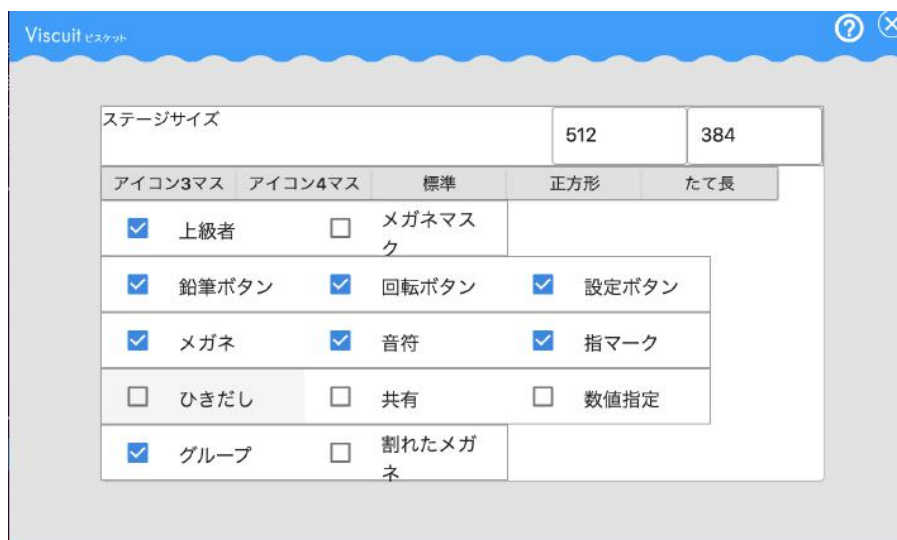 Viscuit ビスケット
ステージサイズ 512 384
アイコン3マス アイコン4マス 標準 正方形 たて長
上級者 メガネマス
ク
鉛筆ボタン 回転ボタン 設定ボタン
メガネ 音符 指マーク
ひきだし 共有 数値指定
グループ 割れたメガ
ネ